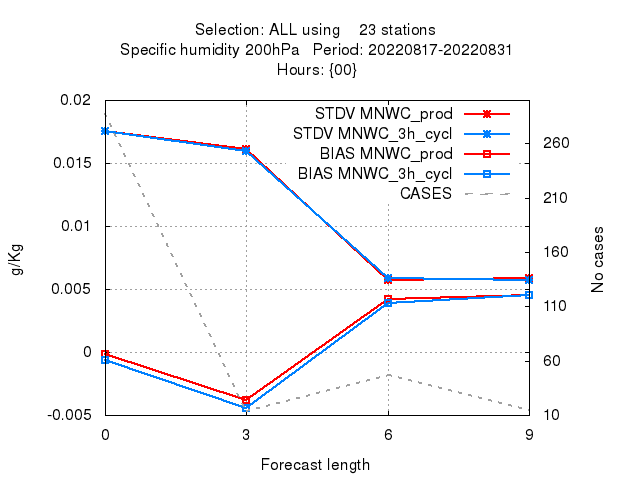 Selection: ALL using    23 stations
Specific humidity 200hPa   Period: 20220817-20220831
Hours: {00}
0.02
0.015
0.01
0.005
0
-0.005
g/Kg
STDV MNWC_prod
STDV MNWC_3h_cycl
BIAS MNWC_prod
BIAS MNWC_3h_cycl
CASES
260
210
160
110
60
10
No cases
0 3 6 9
Forecast length